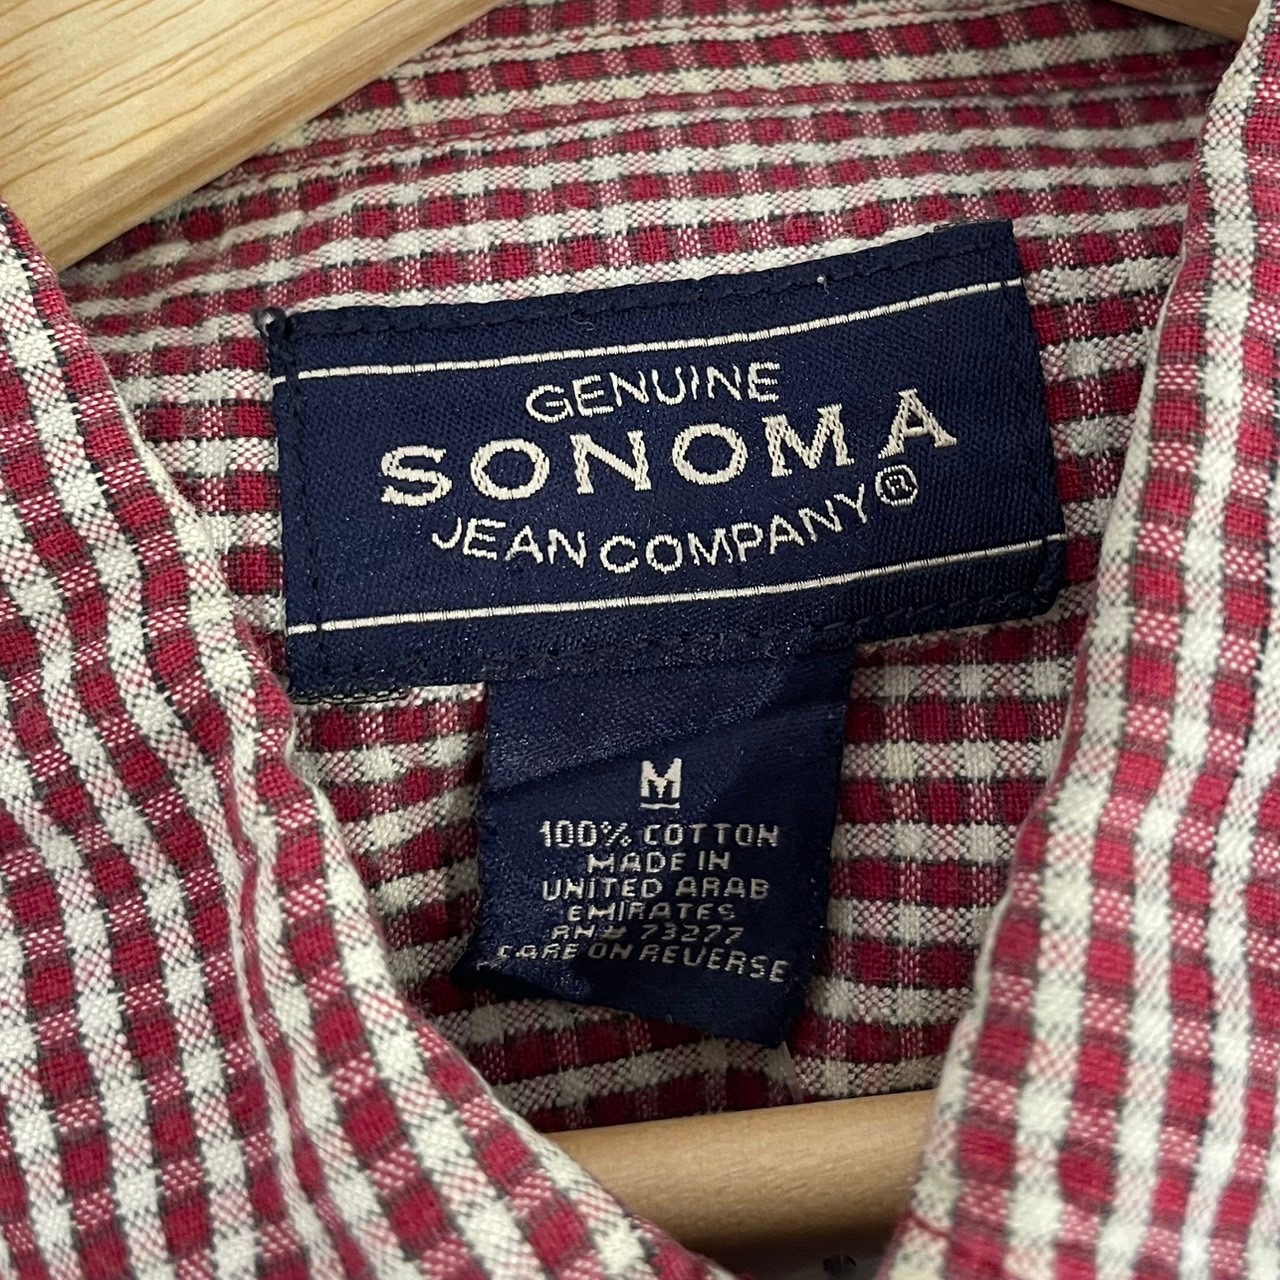 GENUINE
SONOMA
JEAN COMPANY®
M
100% COTTON
MADE IN
UNITED ARAB
EMIRATES
RN# 73277
CARE ON REVERSE